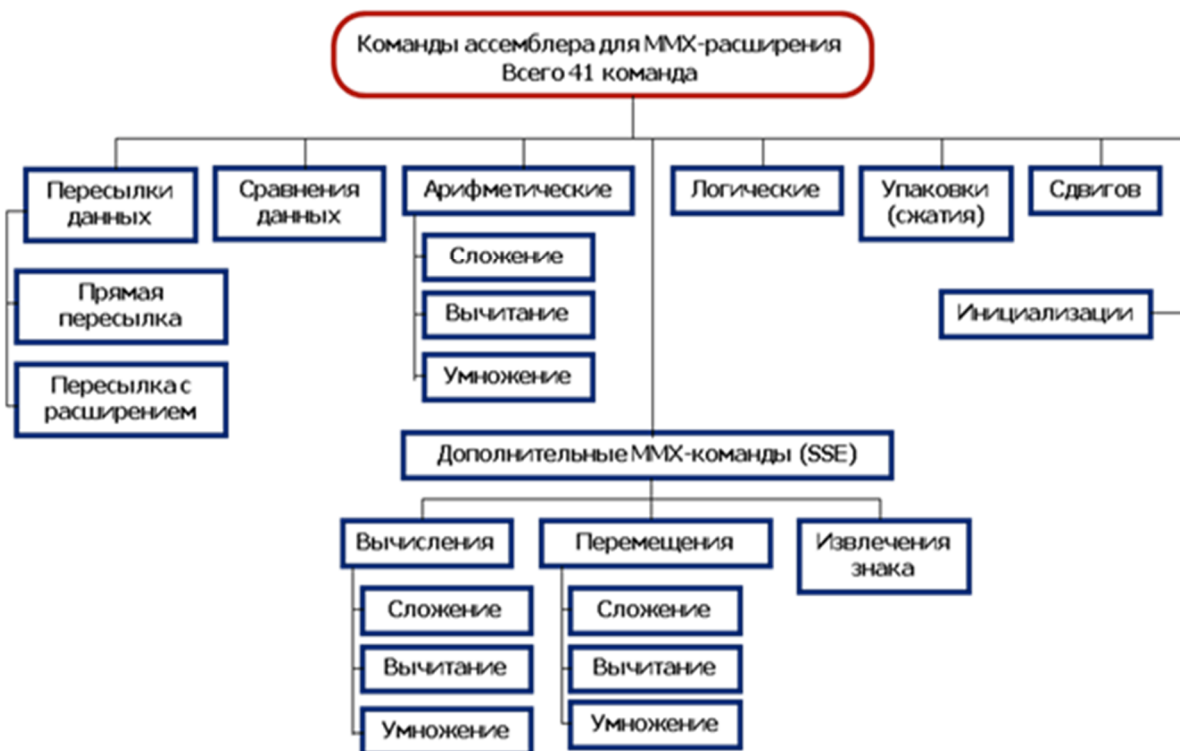 Команды ассемблера для MMX-расширения
Всего 41 команда
Пересылки
данных
Сравнения
данных
Арифметические
Логические
Упаковки
(сжатия)
Сдвигов
Прямая
пересылка
Пересылка с
расширением
Сложение
Вычитание
Умножение
Инициализации
Дополнительные MMX-команды (SSE)
Вычисления
Перемещения
Извлечения
знака
Сложение
Вычитание
Умножение
Сложение
Вычитание
Умножение